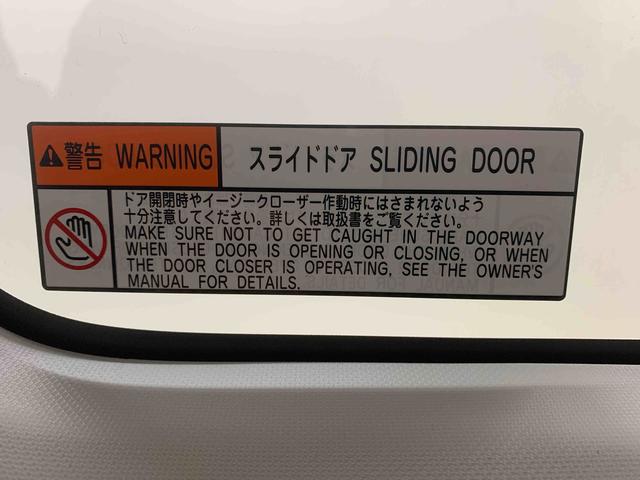 警告 WARNING
スライドドア SLIDING DOOR
ドア開閉時やイージークローザー作動時にはさまれないよう
十分注意してください。詳しくは取扱書をご覧ください。
MAKE SURE NOT TO GET CAUGHT IN THE DOORWAY
WHEN THE DOOR IS OPENING OR CLOSING, OR WHEN
THE DOOR CLOSER IS OPERATING, SEE THE OWNER'S
MANUAL FOR DETAILS.